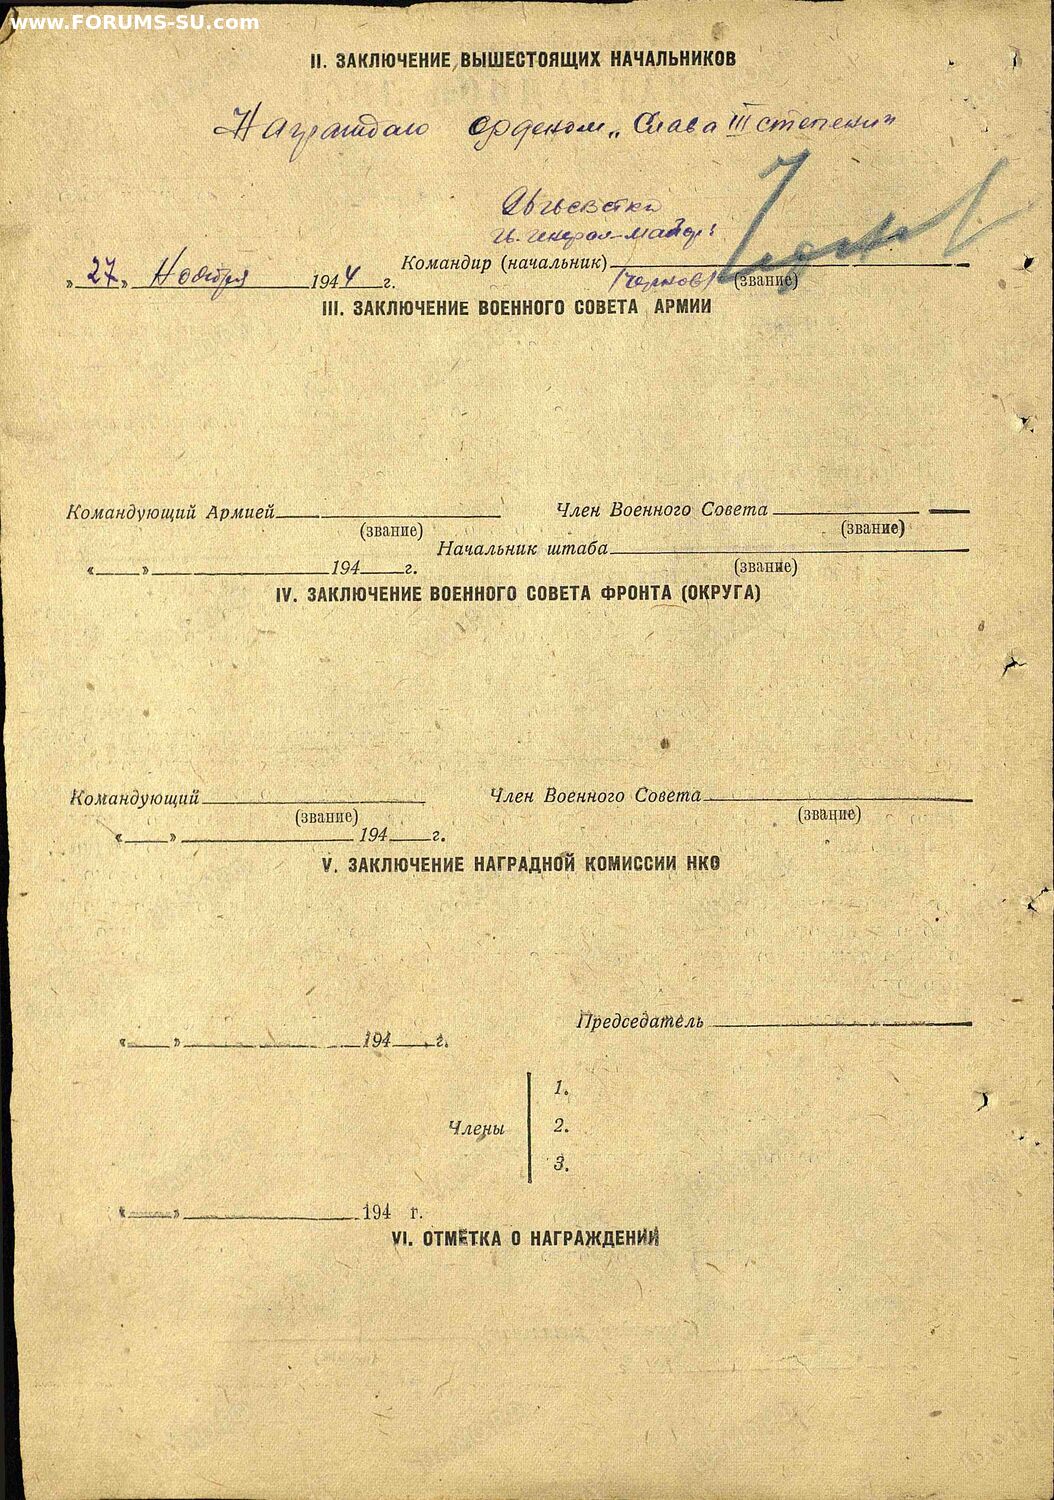 www.FORUMS-SU.com
II. ЗАКЛЮЧЕНИЕ ВЫШЕСТОЯЩИХ НАЧАЛЬНИКОВ
Награждаю орденом „Слава III степени"
гв. генерал-майор:
Командир (начальник)
„27„ Ноября 1944 г.
/Чернов/ (звание)
III. ЗАКЛЮЧЕНИЕ ВОЕННОГО СОВЕТА АРМИИ
Командующий Армией Член Военного Совета
(звание) (звание)
Начальник штаба
« » 194 г. (звание)
IV. ЗАКЛЮЧЕНИЕ ВОЕННОГО СОВЕТА ФРОНТА (ОКРУГА)
Командующий Член Военного Совета
(звание) (звание)
« » 194 г.
V. ЗАКЛЮЧЕНИЕ НАГРАДНОЙ КОМИССИИ НКО
Председатель
« » 194 г.
1.
Члены 2.
3.
« » 194 г.
VI. ОТМЕТКА О НАГРАЖДЕНИИ